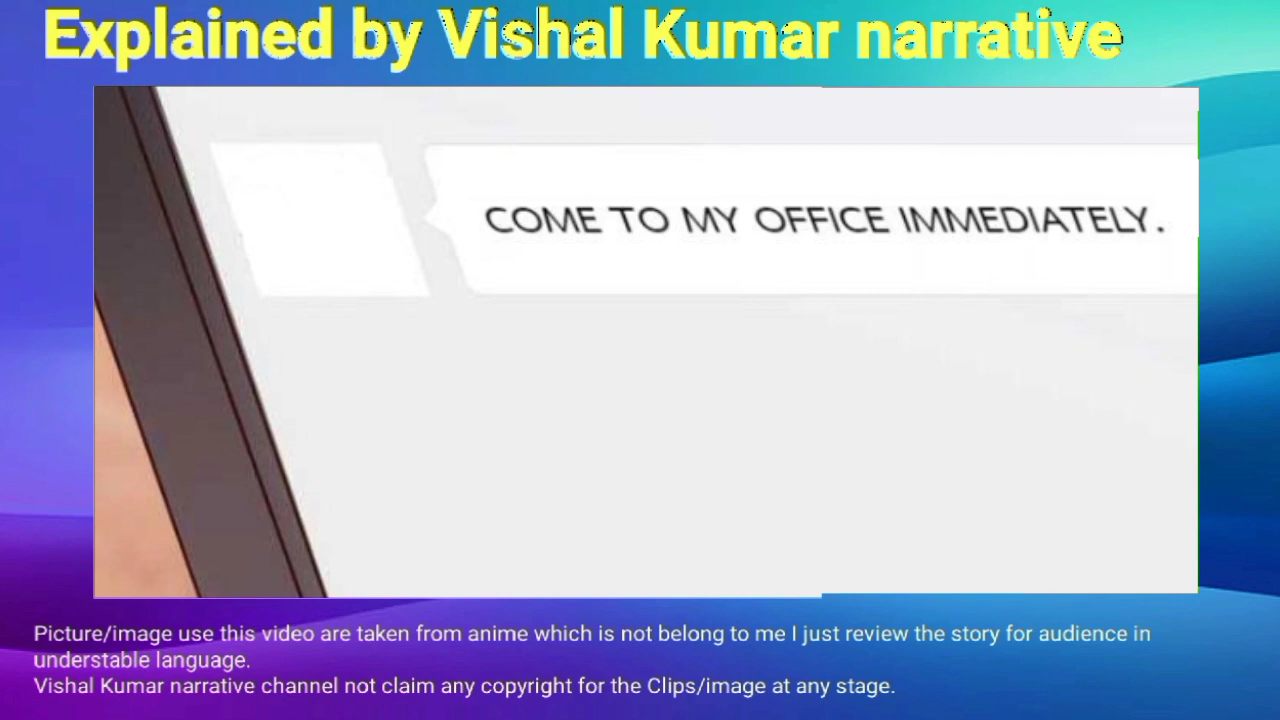 Explained by Vishal Kumar narrative
COME TO MY OFFICE IMMEDIATELY.
Picture/image use this video are taken from anime which is not belong to me I just review the story for audience in
understable language.
Vishal Kumar narrative channel not claim any copyright for the Clips/image at any stage.